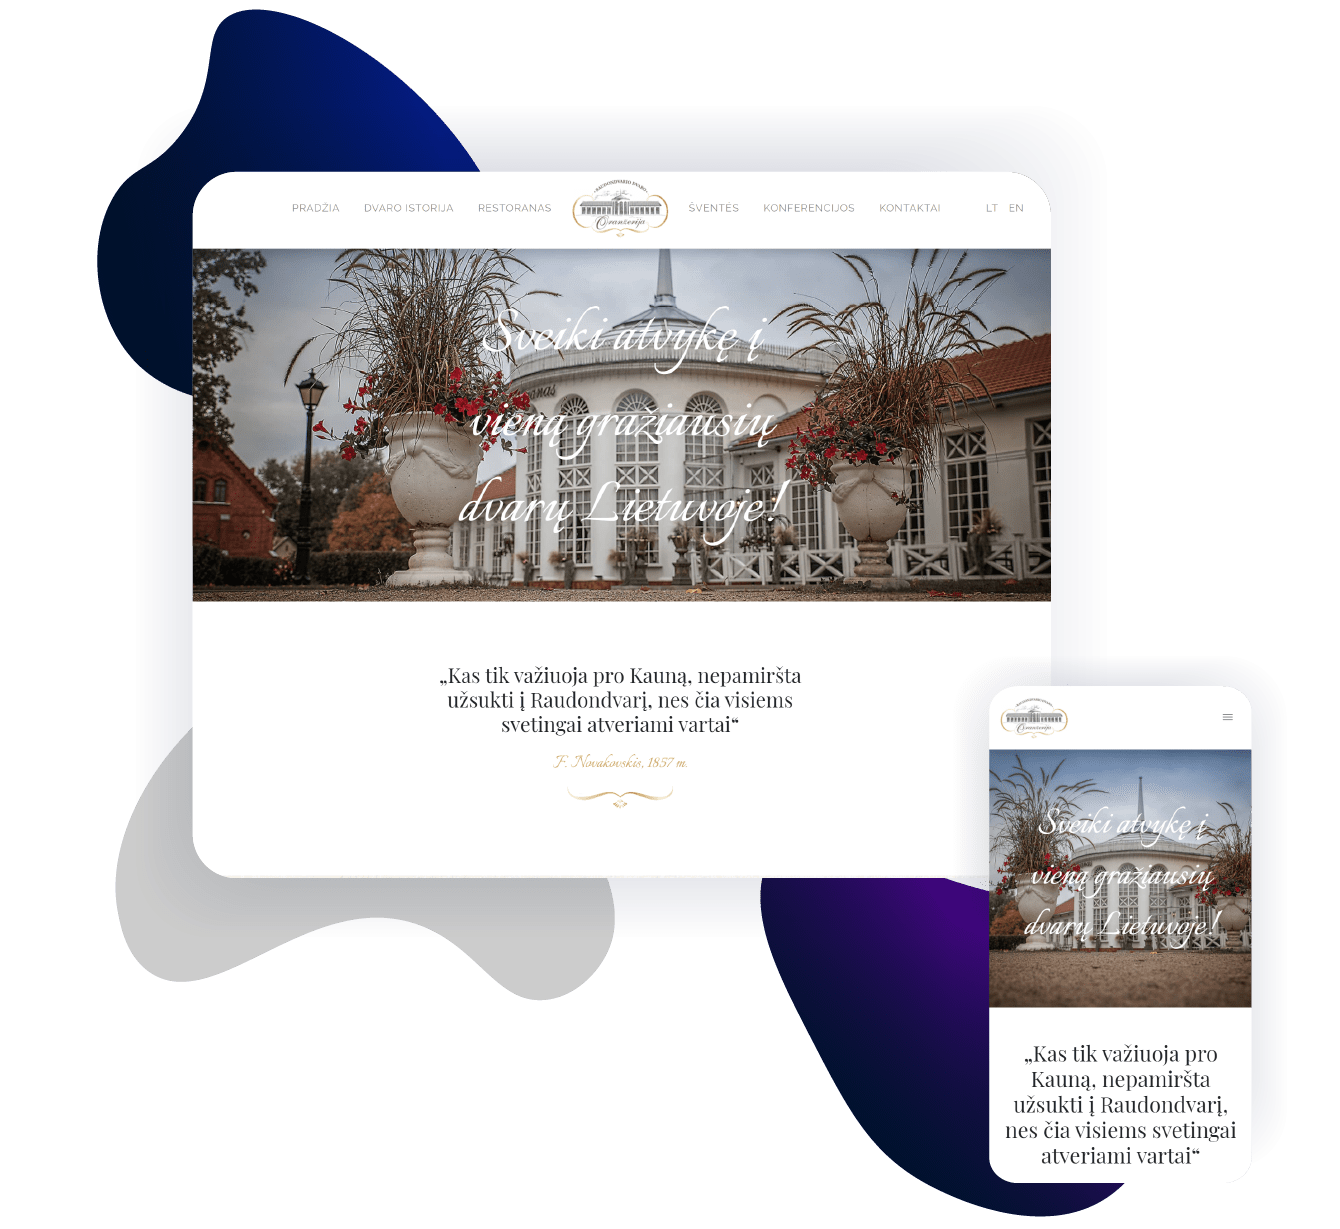 PRADŽIA DVARO ISTORIJA RESTORANAS
RAUDONDVARIO DVARO
Oranžerija
ŠVENTĖS KONFERENCIJOS KONTAKTAI LT EN
Sveiki atvykę į
vieną gražiausių
dvarų Lietuvoje!
„Kas tik važiuoja pro Kauną, nepamiršta
užsukti į Raudondvarį, nes čia visiems
svetingai atveriami vartai“
F. Novakovskis, 1857 m.
RAUDONDVARIO DVARO
Oranžerija
Sveiki atvykę į
vieną gražiausių
dvarų Lietuvoje!
„Kas tik važiuoja pro
Kauną, nepamiršta
užsukti į Raudondvarį,
nes čia visiems svetingai
atveriami vartai“